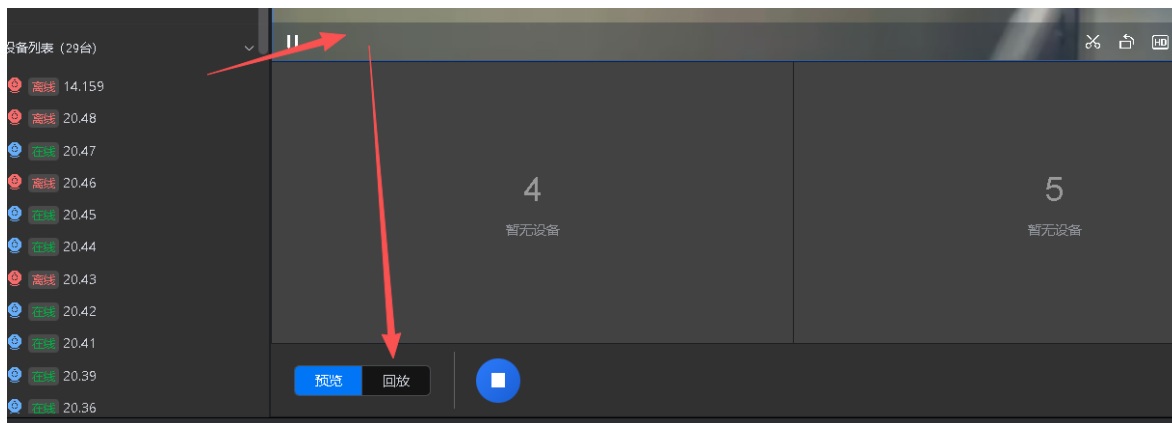 设备列表（29台）
HD
离线 14.159
离线 20.48
在线 20.47
离线 20.46
在线 20.45
在线 20.44
离线 20.43
在线 20.42
在线 20.41
在线 20.39
在线 20.36
4
暂无设备
5
暂无设备
预览 回放